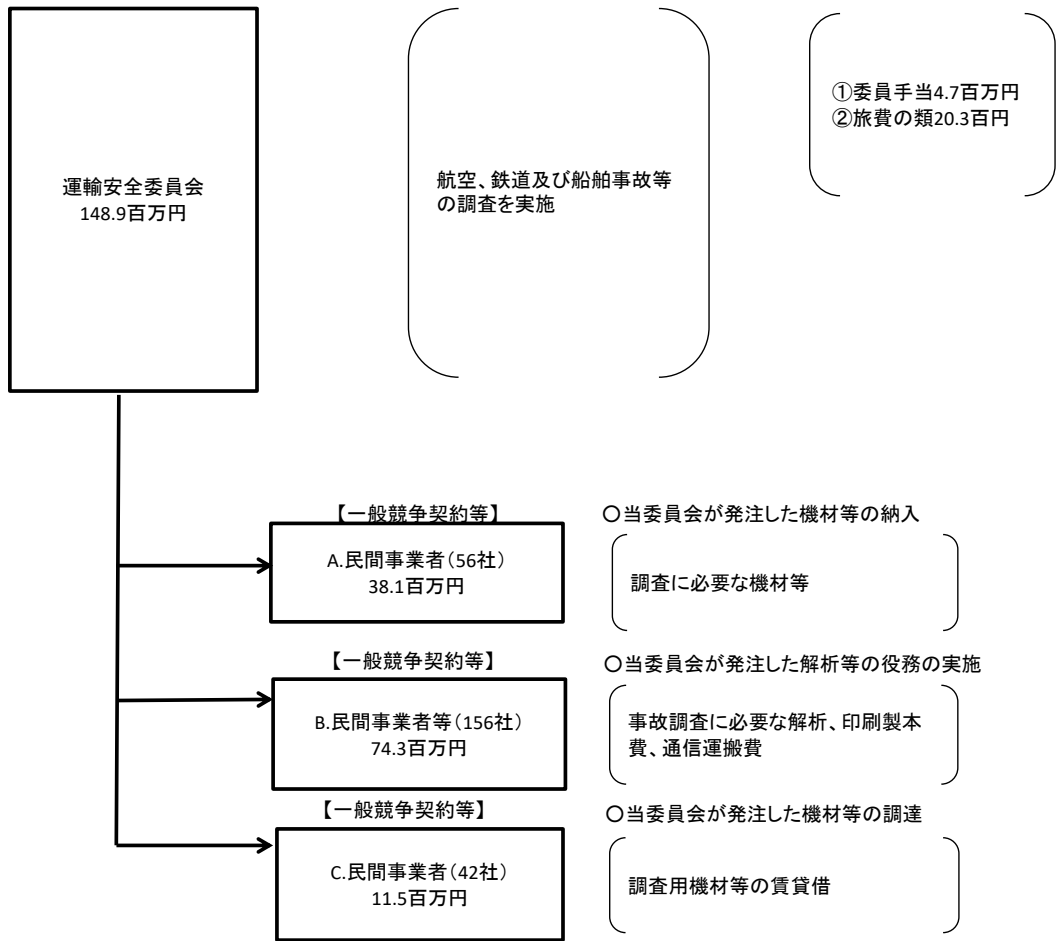 運輸安全委員会
148.9百万円
航空、鉄道及び船舶事故等
の調査を実施
①委員手当4.7百万円
②旅費の類20.3百円
【一般競争契約等】
〇当委員会が発注した機材等の納入
A.民間事業者(56社)
38.1百万円
調査に必要な機材等
【一般競争契約等】
〇当委員会が発注した解析等の役務の実施
B.民間事業者等(156社)
74.3百万円
事故調査に必要な解析、印刷製本
費、通信運搬費
【一般競争契約等】
〇当委員会が発注した機材等の調達
C.民間事業者(42社)
11.5百万円
調査用機材等の賃貸借